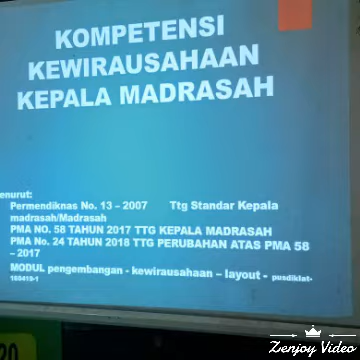 KOMPETENSI
KEWIRAUSAHAAN
KEPALA MADRASAH
enurut:
Permendiknas No. 13 – 2007 Ttg Standar Kepala
madrasah/Madrasah
PMA NO. 58 TAHUN 2017 TTG KEPALA MADRASAH
PMA No. 24 TAHUN 2018 TTG PERUBAHAN ATAS PMA 58
– 2017
MODUL pengembangan - kewirausahaan – layout - pusdiklat-
20
Zienjoy Video